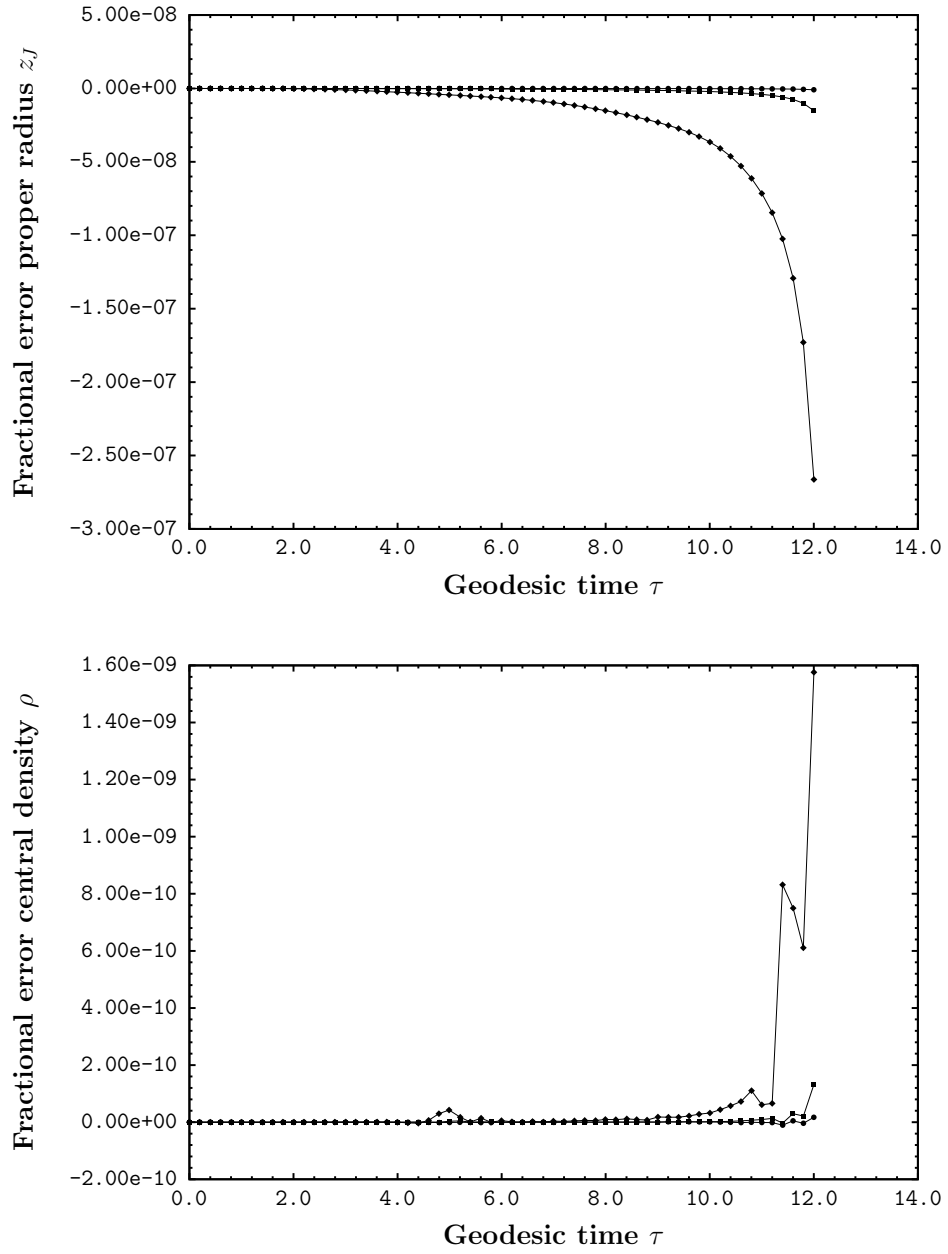 Fractional error proper radius z_J
5.00e-08
0.00e+00
-5.00e-08
-1.00e-07
-1.50e-07
-2.00e-07
-2.50e-07
-3.00e-07
0.0 2.0 4.0 6.0 8.0 10.0 12.0 14.0
Geodesic time τ
Fractional error central density ρ
1.60e-09
1.40e-09
1.20e-09
1.00e-09
8.00e-10
6.00e-10
4.00e-10
2.00e-10
0.00e+00
-2.00e-10
0.0 2.0 4.0 6.0 8.0 10.0 12.0 14.0
Geodesic time τ